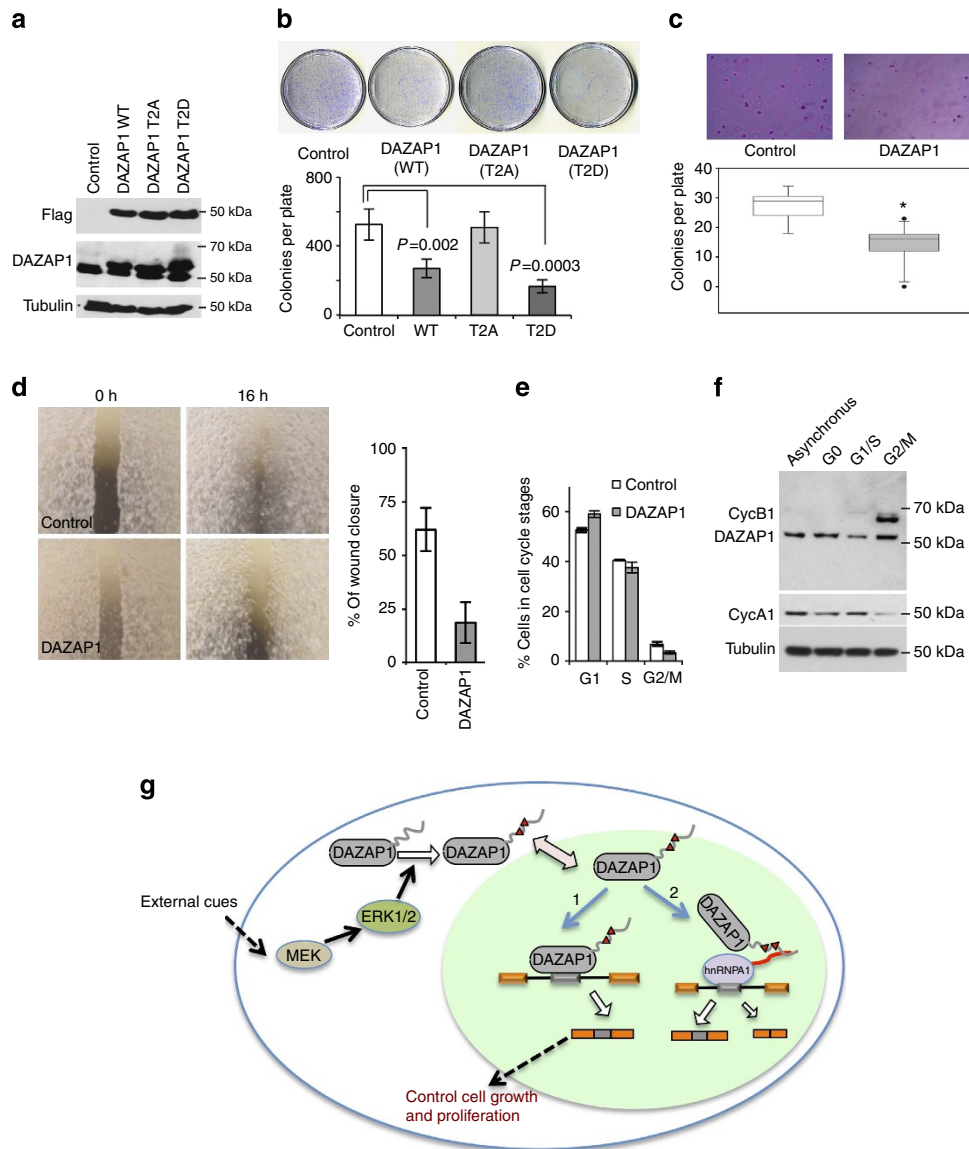 a
Control
DAZAP1 WT
DAZAP1 T2A
DAZAP1 T2D
Flag
50 kDa
70 kDa
DAZAP1
50 kDa
Tubulin
50 kDa
b
Control
DAZAP1 (WT)
DAZAP1 (T2A)
DAZAP1 (T2D)
Colonies per plate
800
400
0
P=0.002
P=0.0003
Control
WT
T2A
T2D
c
Control
DAZAP1
Colonies per plate
40
30
20
10
0
*
d
0 h
16 h
Control
DAZAP1
% Of wound closure
100
75
50
25
0
Control
DAZAP1
e
% Cells in cell cycle stages
60
40
20
0
Control
DAZAP1
G1
S
G2/M
f
Asynchronus
G0
G1/S
G2/M
CycB1
70 kDa
DAZAP1
50 kDa
CycA1
50 kDa
Tubulin
50 kDa
g
DAZAP1
DAZAP1
DAZAP1
External cues
MEK
ERK1/2
1
2
DAZAP1
DAZAP1
hnRNPA1
Control cell growth
and proliferation